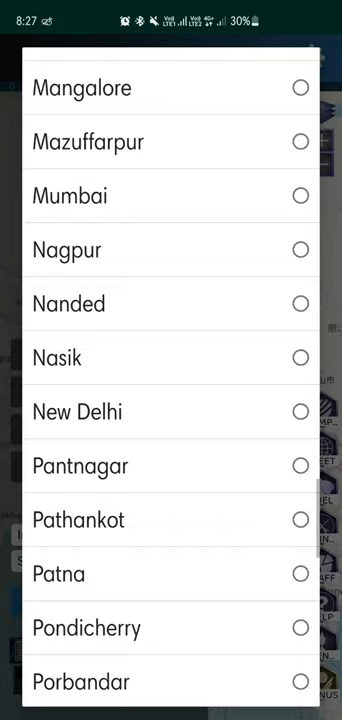 8:27
30%
Mangalore
Mazuffarpur
Mumbai
Nagpur
Nanded
Nasik
New Delhi
Pantnagar
Pathankot
Patna
Pondicherry
Porbandar